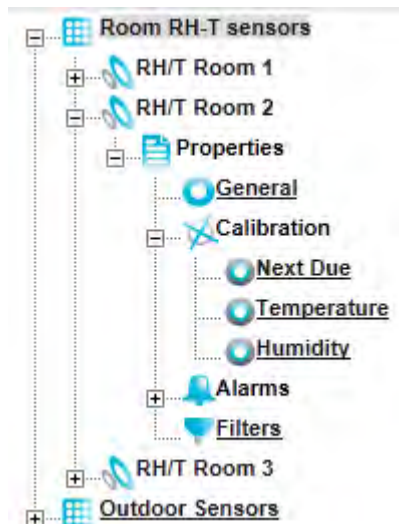 Room RH-T sensors
RH/T Room 1
RH/T Room 2
Properties
General
Calibration
Next Due
Temperature
Humidity
Alarms
Filters
RH/T Room 3
Outdoor Sensors